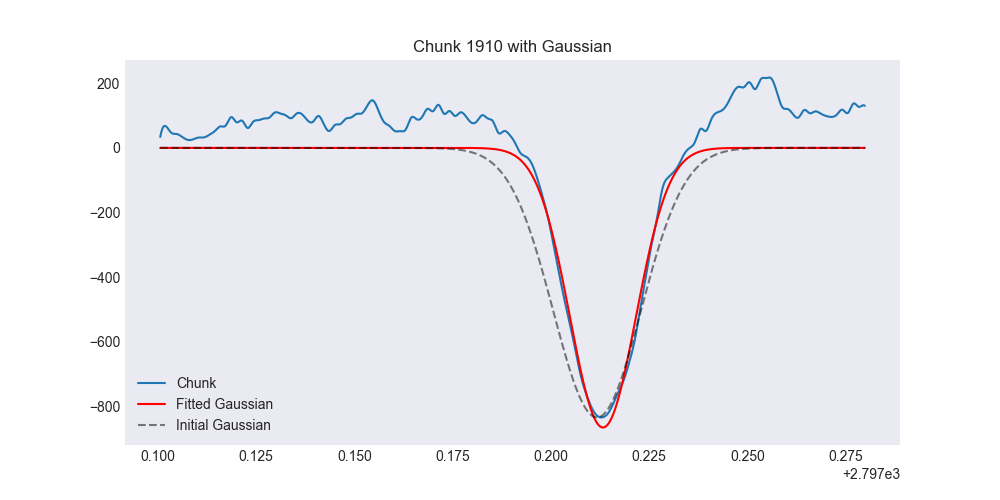 Chunk 1910 with Gaussian
200
0
−200
−400
−600
−800
Chunk
Fitted Gaussian
Initial Gaussian
0.100 0.125 0.150 0.175 0.200 0.225 0.250 0.275
+2.797e3